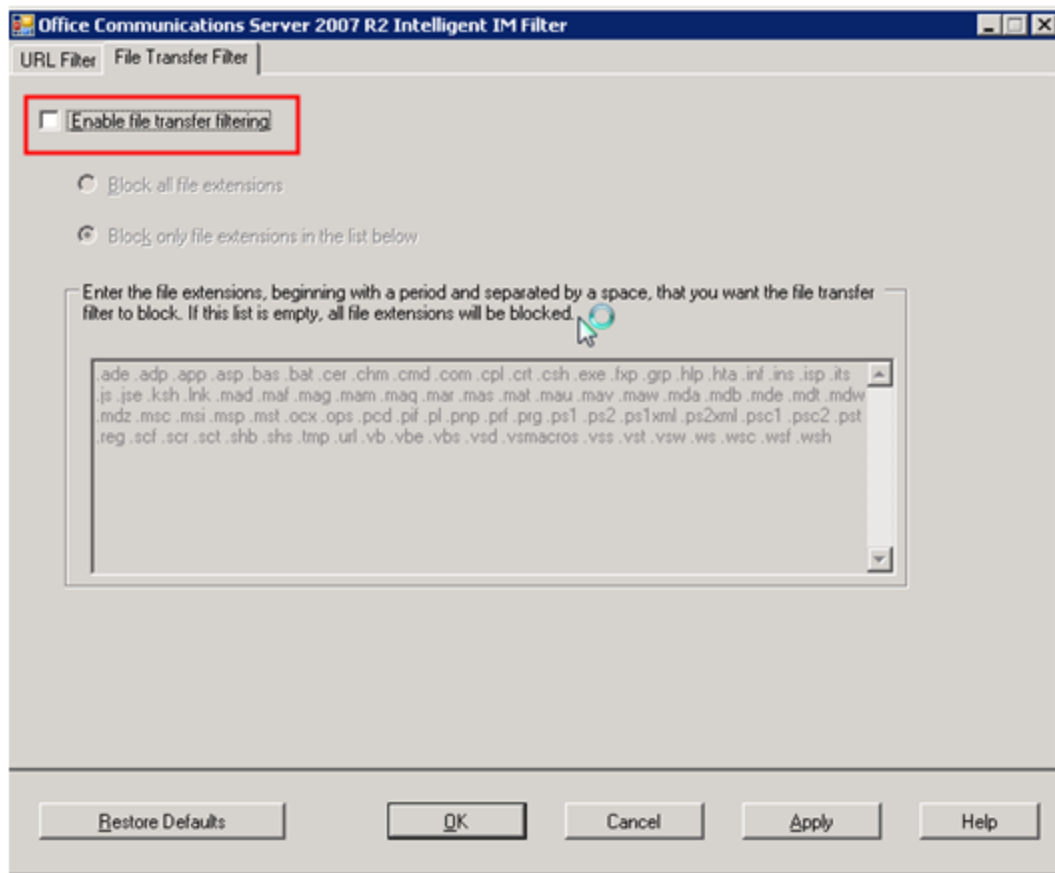 Office Communications Server 2007 R2 Intelligent IM Filter
URL Filter File Transfer Filter
Enable file transfer filtering
Block all file extensions
Block only file extensions in the list below
Enter the file extensions, beginning with a period and separated by a space, that you want the file transfer
filter to block. If this list is empty, all file extensions will be blocked.
.ade .adp .app .asp .bas .bat .cer .chm .cmd .com .cpl .crt .csh .exe .fxp .grp .hlp .hta .inf .ins .isp .its
.js .jse .ksh .lnk .mad .maf .mag .mam .maq .mar .mas .mat .mau .mav .maw .mda .mdb .mde .mdt .mdw
.mdz .msc .msi .msp .mst .ocx .ops .pcd .pif .pl .pnp .prf .prg .ps1 .ps2 .ps1xml .ps2xml .psc1 .psc2 .pst
.reg .scf .scr .sct .shb .shs .tmp .url .vb .vbe .vbs .vsd .vsmacros .vss .vst .vsw .ws .wsc .wsf .wsh
Restore Defaults OK Cancel Apply Help